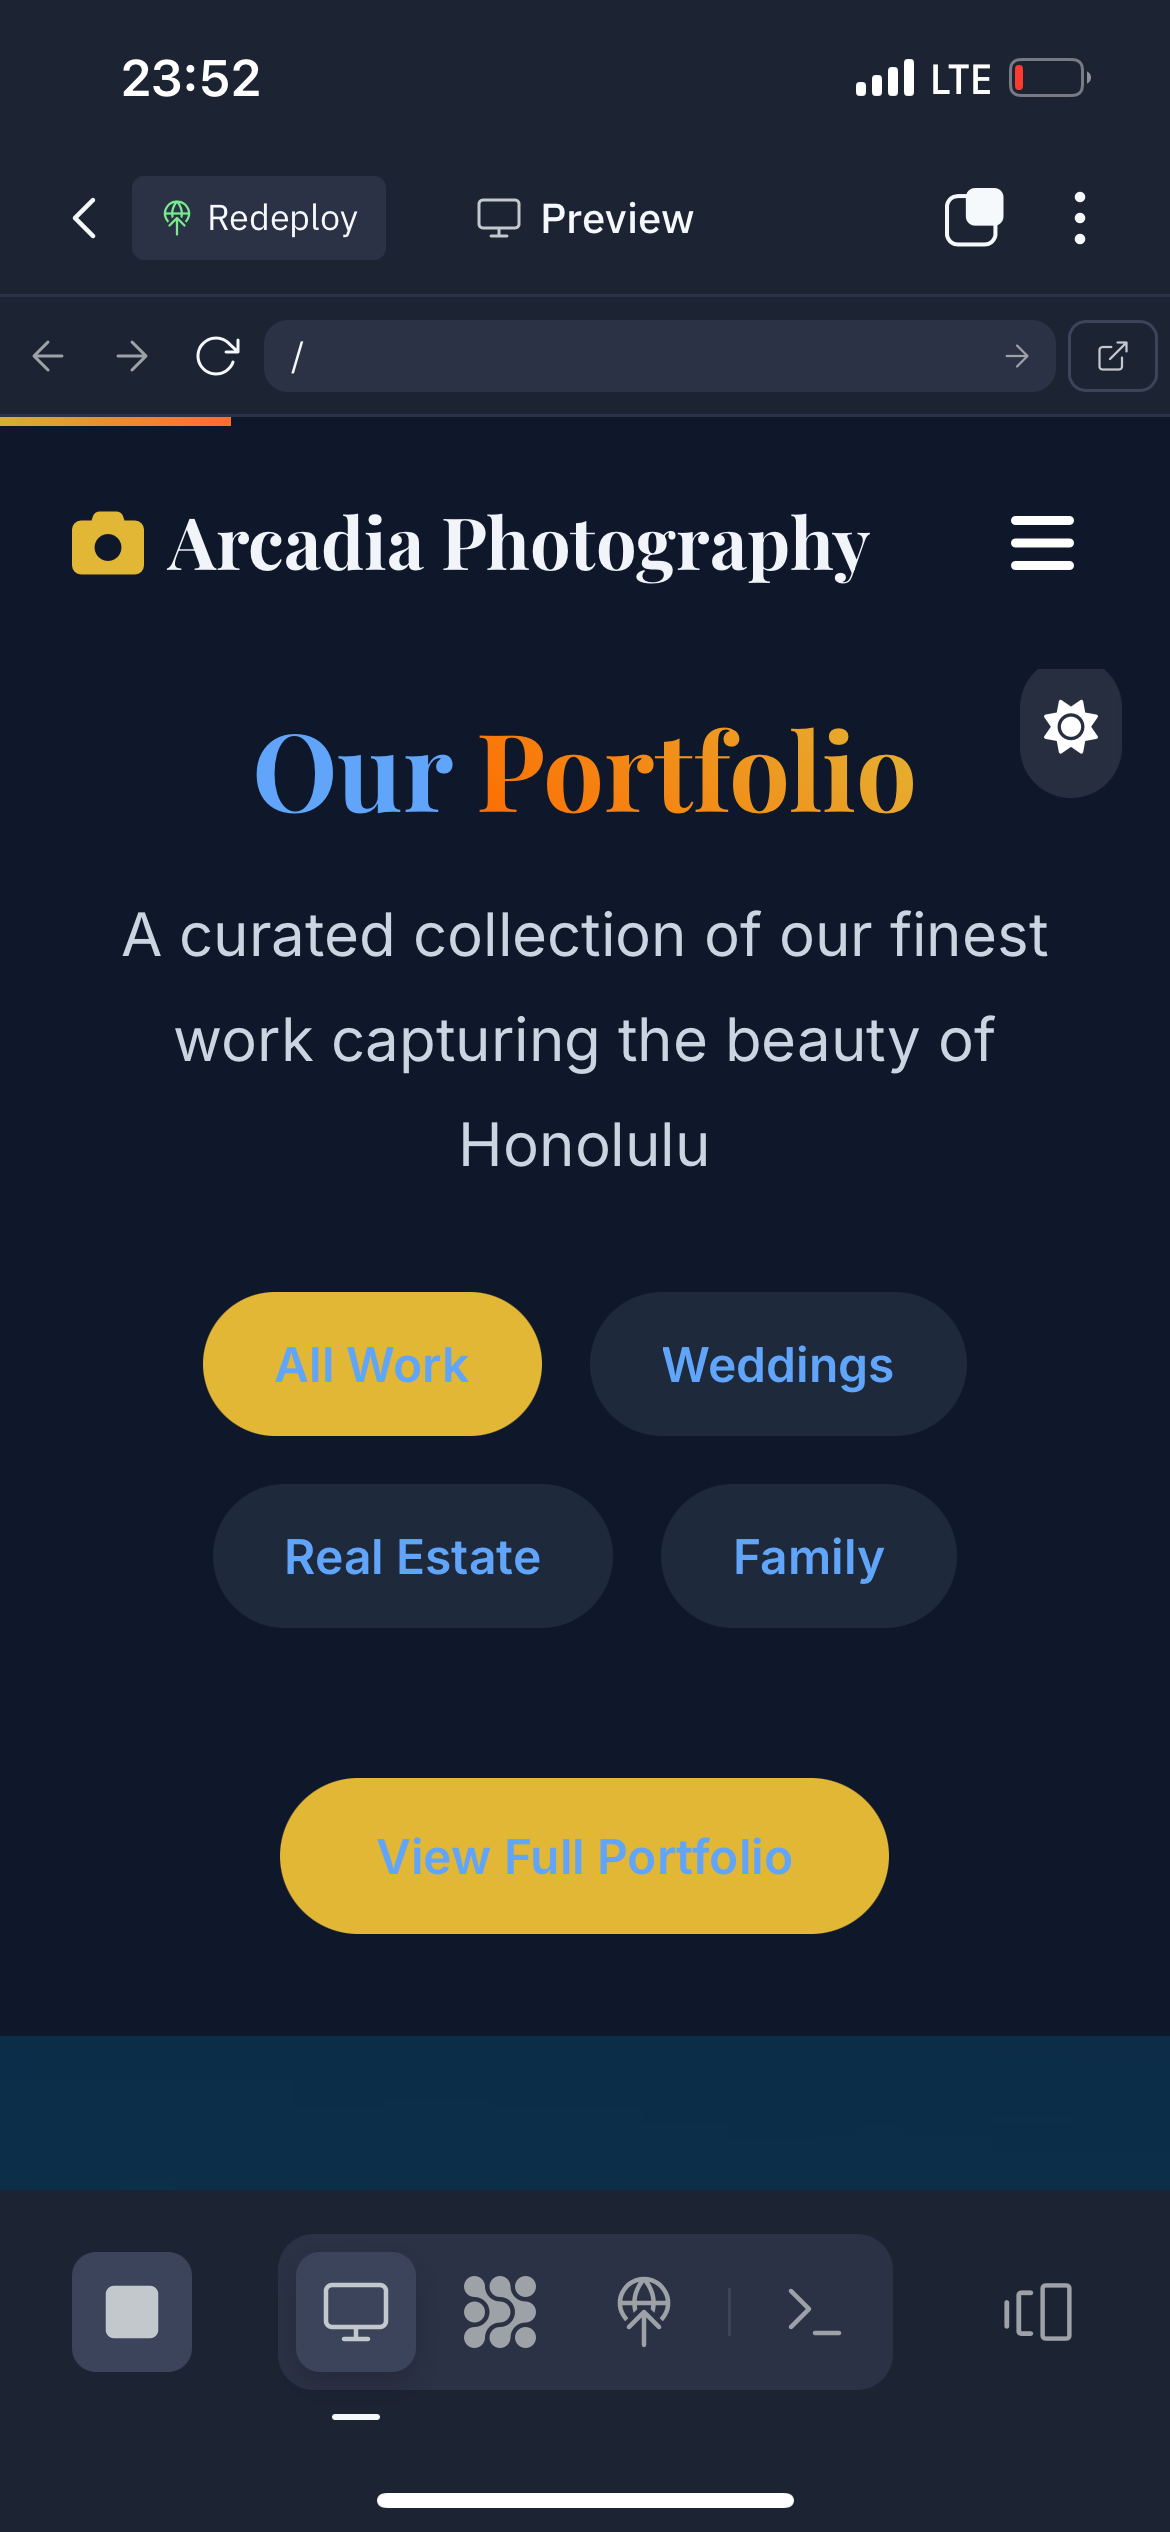 23:52 LTE
Redeploy Preview
/
Arcadia Photography
Our Portfolio
A curated collection of our finest
work capturing the beauty of
Honolulu
All Work Weddings
Real Estate Family
View Full Portfolio